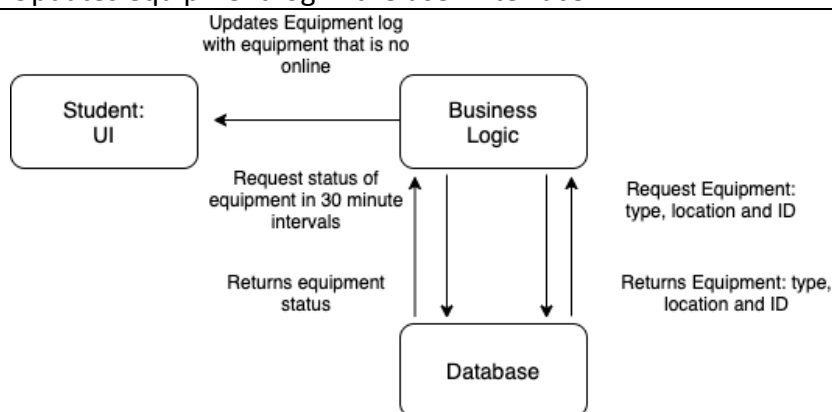 Updates Equipment log
with equipment that is no
online
Student:
UI
Business
Logic
Request status of
equipment in 30 minute
intervals
Request Equipment:
type, location and ID
Returns equipment
status
Returns Equipment: type,
location and ID
Database